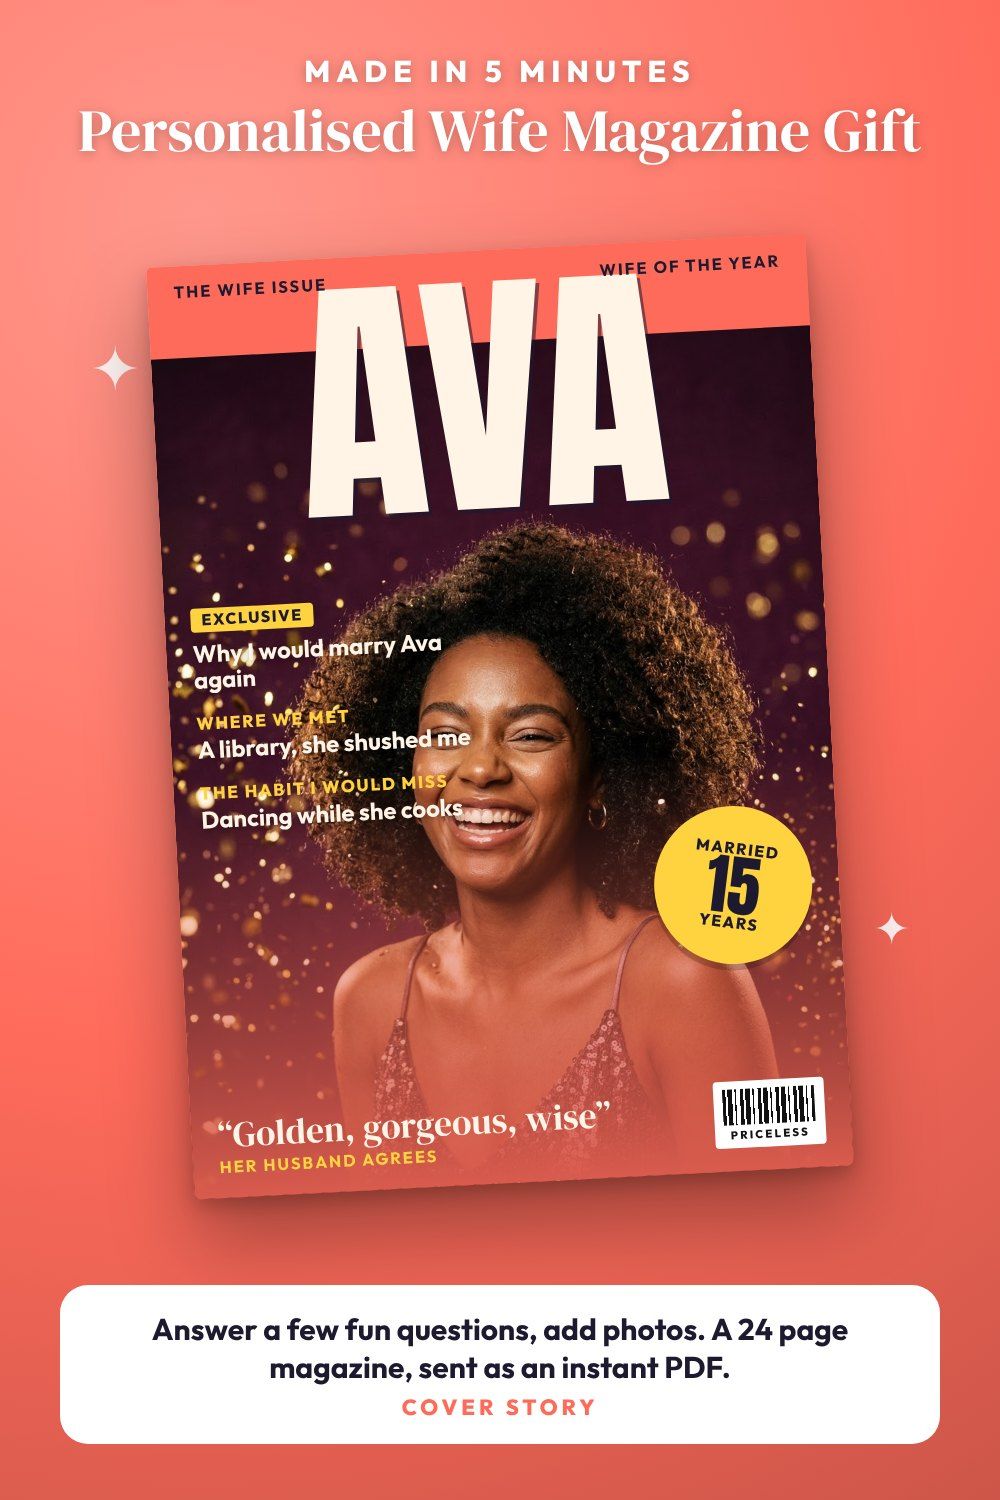 MADE IN 5 MINUTES
Personalised Wife Magazine Gift
THE WIFE ISSUE
WIFE OF THE YEAR
AVA
EXCLUSIVE
Why I would marry Ava
again
WHERE WE MET
A library, she shushed me
THE HABIT I WOULD MISS
Dancing while she cooks
MARRIED
15
YEARS
“Golden, gorgeous, wise”
HER HUSBAND AGREES
PRICELESS
Answer a few fun questions, add photos. A 24 page
magazine, sent as an instant PDF.
COVER STORY